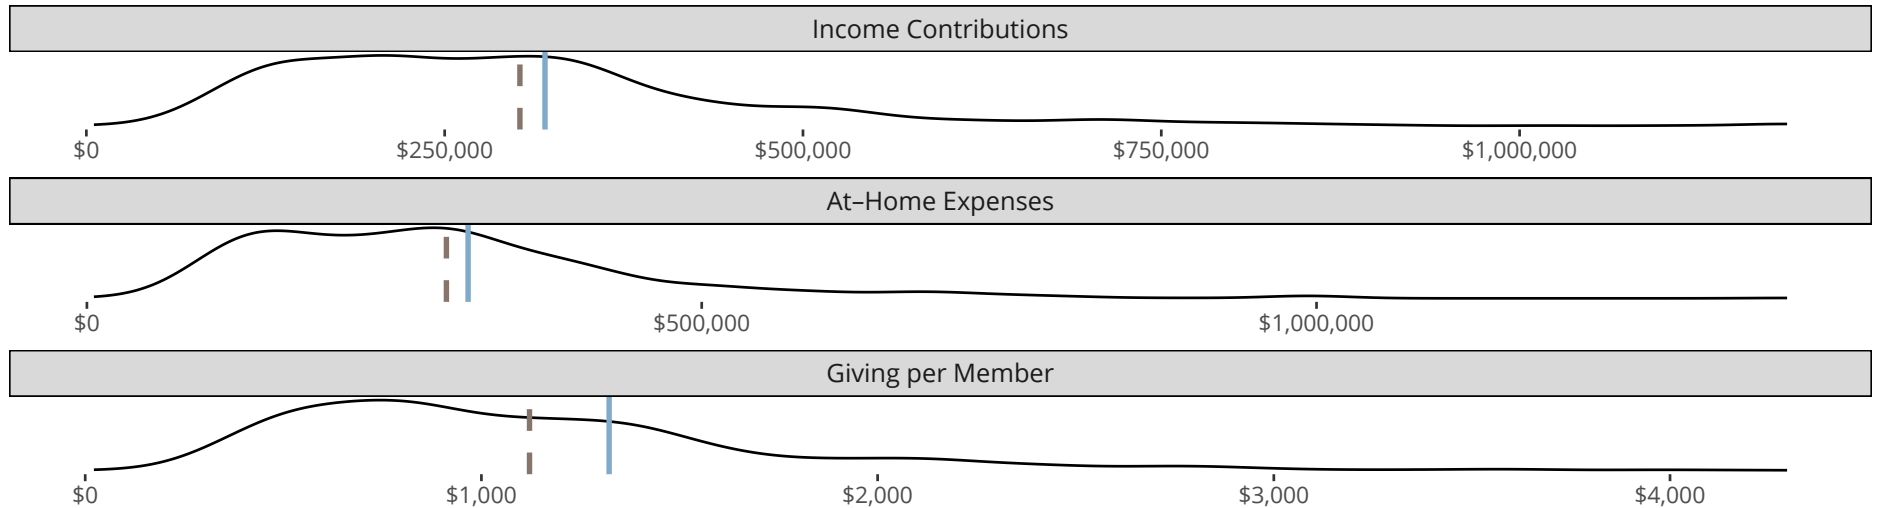 Income Contributions
$0 $250,000 $500,000 $750,000 $1,000,000
At–Home Expenses
$0 $500,000 $1,000,000
Giving per Member
$0 $1,000 $2,000 $3,000 $4,000